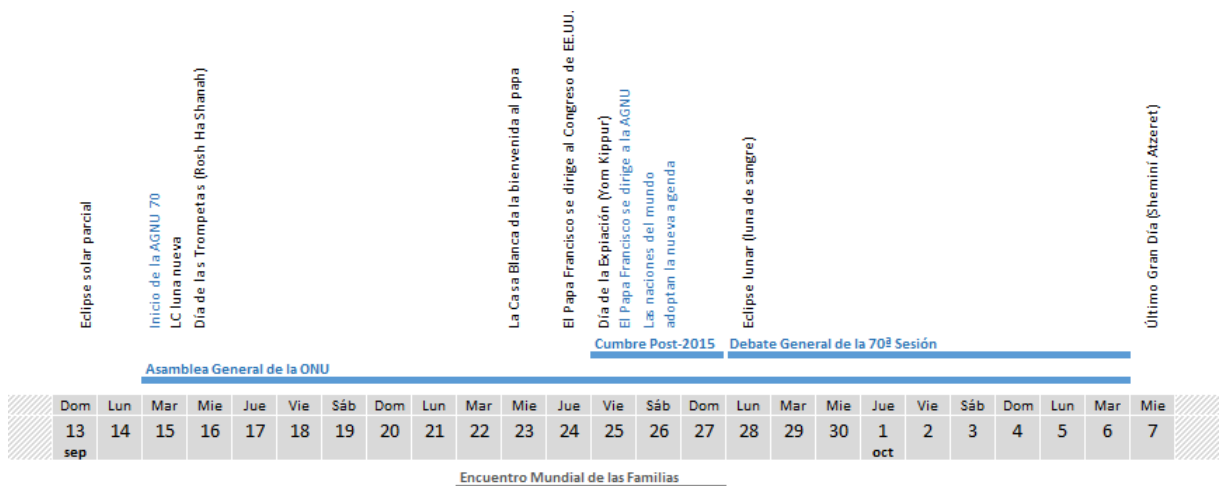 Eclipse solar parcial
Inicio de la AGNU 70
LC luna nueva
Día de las Trompetas (Rosh HaShanah)
La Casa Blanca da la bienvenida al papa
El Papa Francisco se dirige al Congreso de EE.UU.
Día de la Expiación (Yom Kippur)
El Papa Francisco se dirige a la AGNU
Las naciones del mundo
adoptan la nueva agenda
Eclipse lunar (luna de sangre)
Último Gran Día (Sheminí Atzeret)
Cumbre Post-2015 Debate General de la 70ª Sesión
Asamblea General de la ONU
Dom Lun Mar Mie Jue Vie Sáb Dom Lun Mar Mie Jue Vie Sáb Dom Lun Mar Mie Jue Vie Sáb Dom Lun Mar Mie
13 14 15 16 17 18 19 20 21 22 23 24 25 26 27 28 29 30 1 2 3 4 5 6 7
sep oct
Encuentro Mundial de las Familias